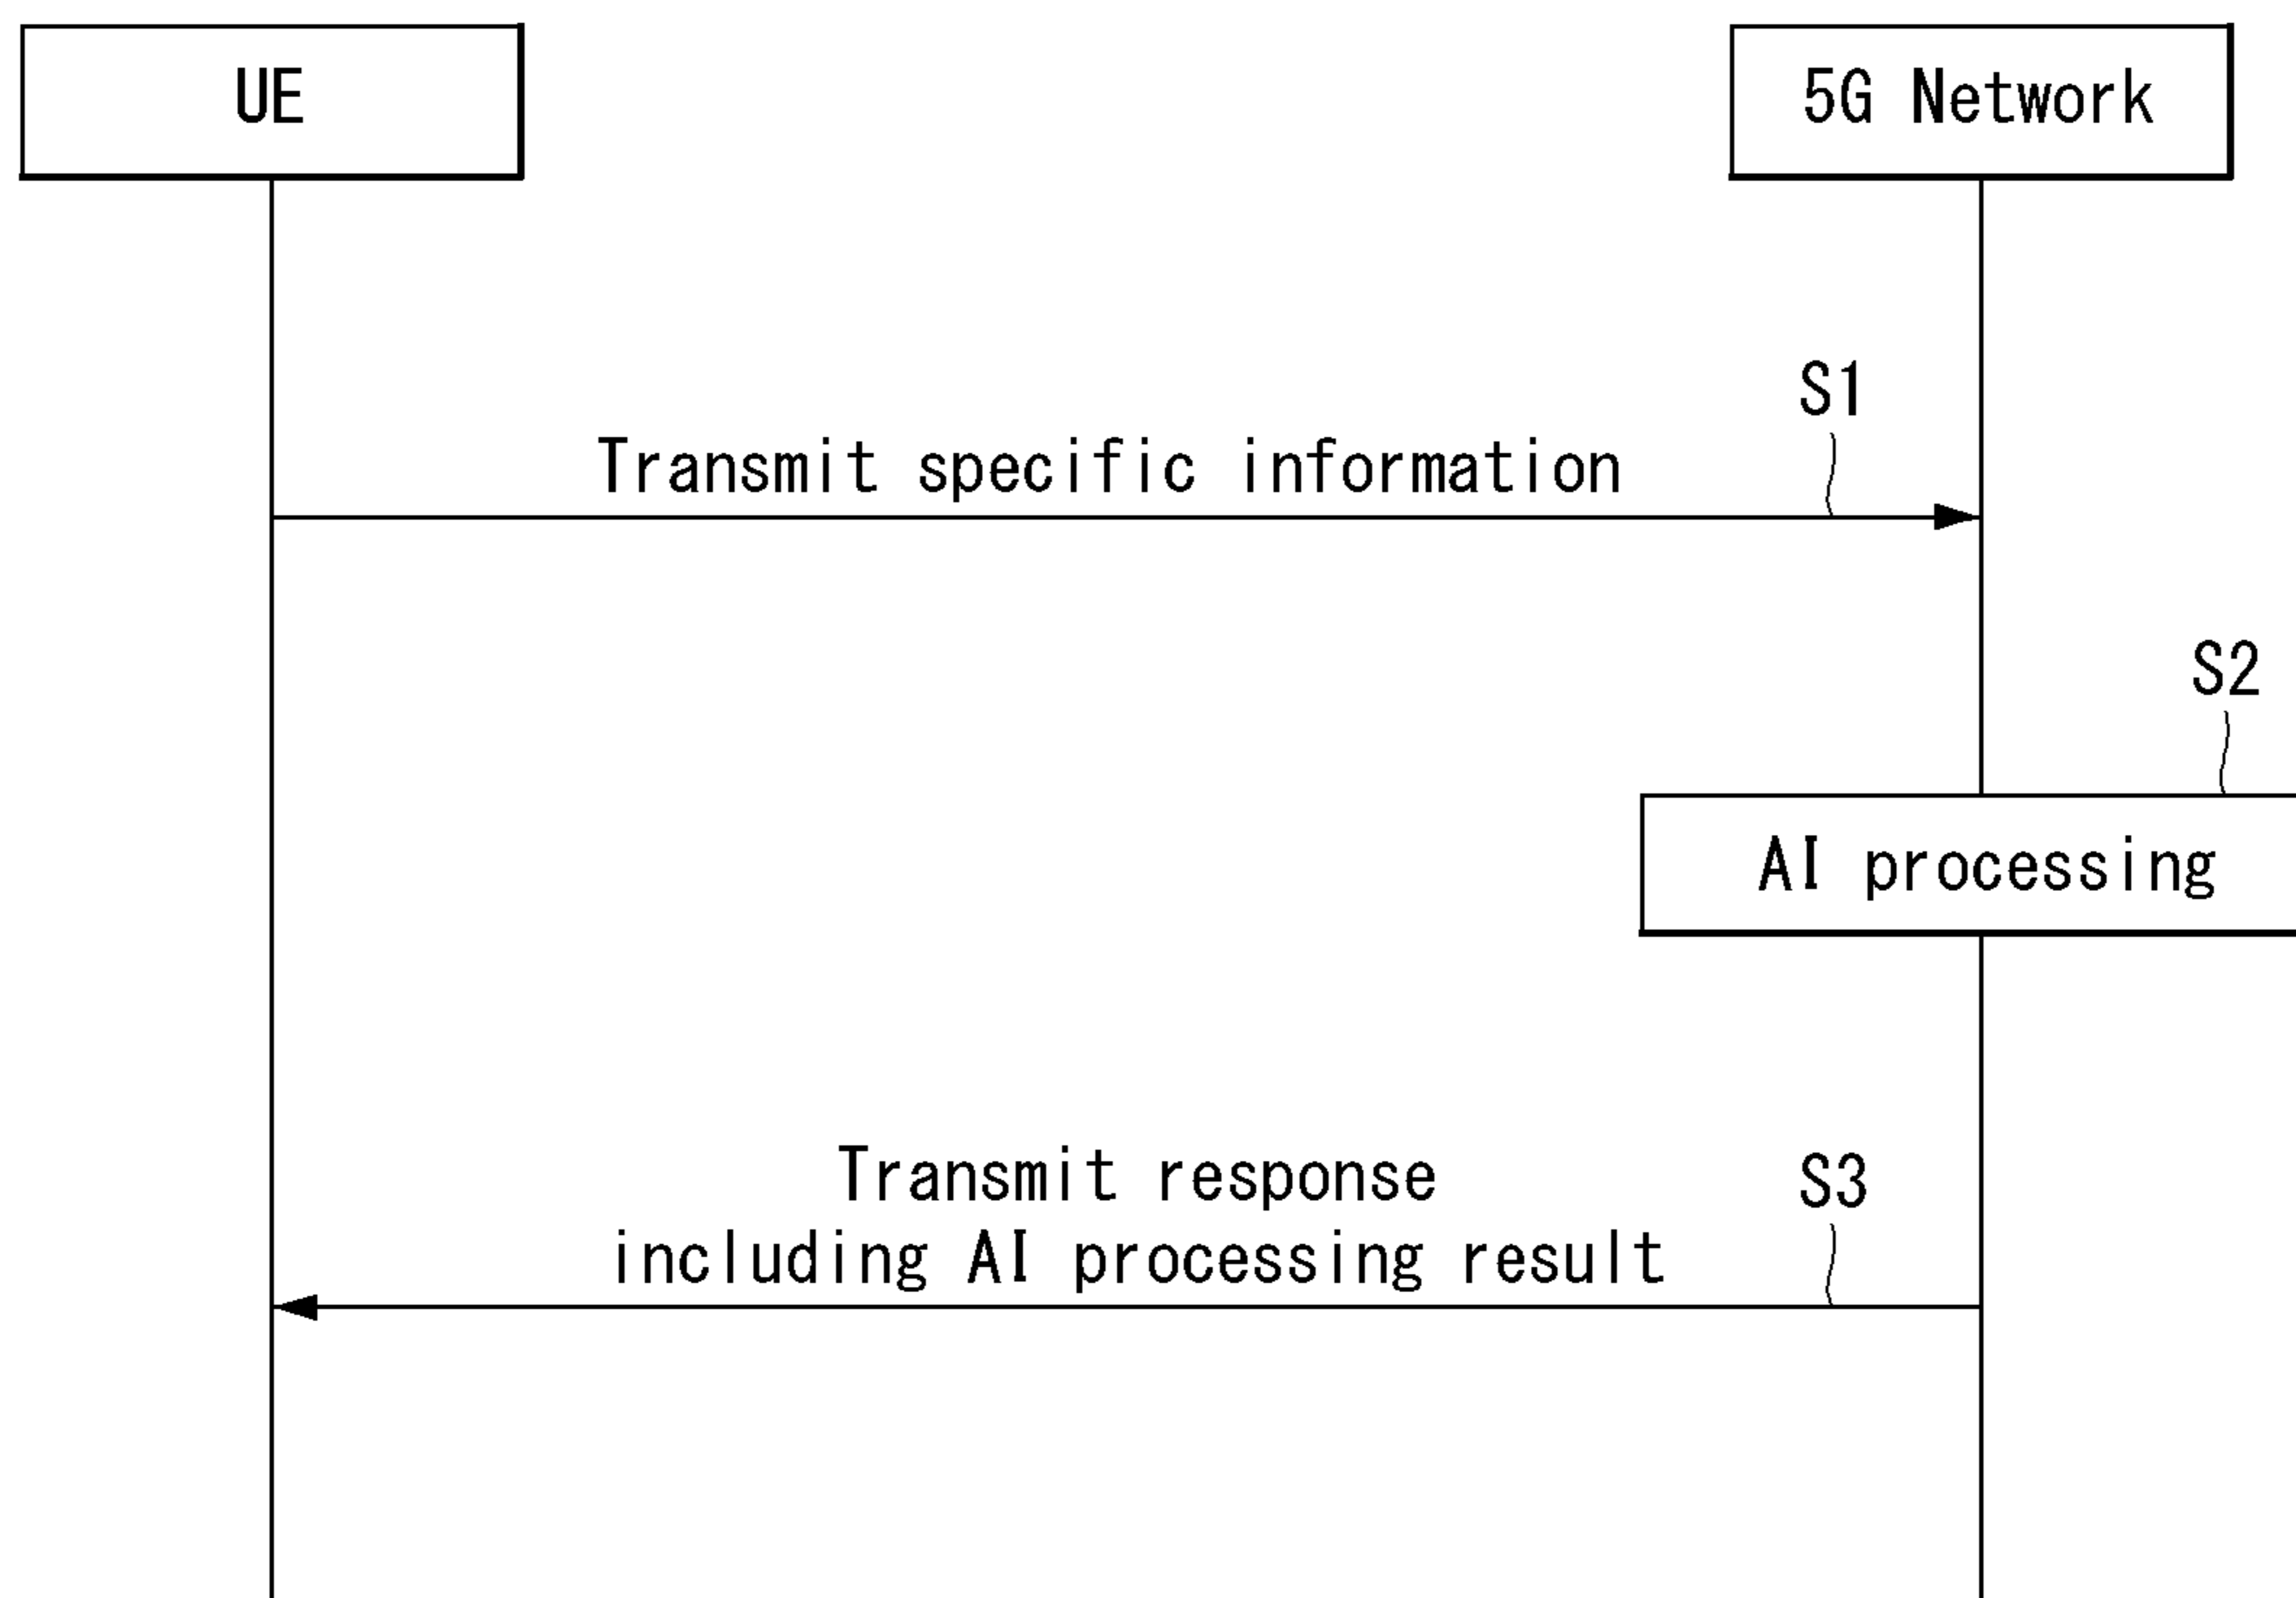 UE
5G Network
S1
Transmit specific information
S2
AI processing
Transmit response
S3
including AI processing result